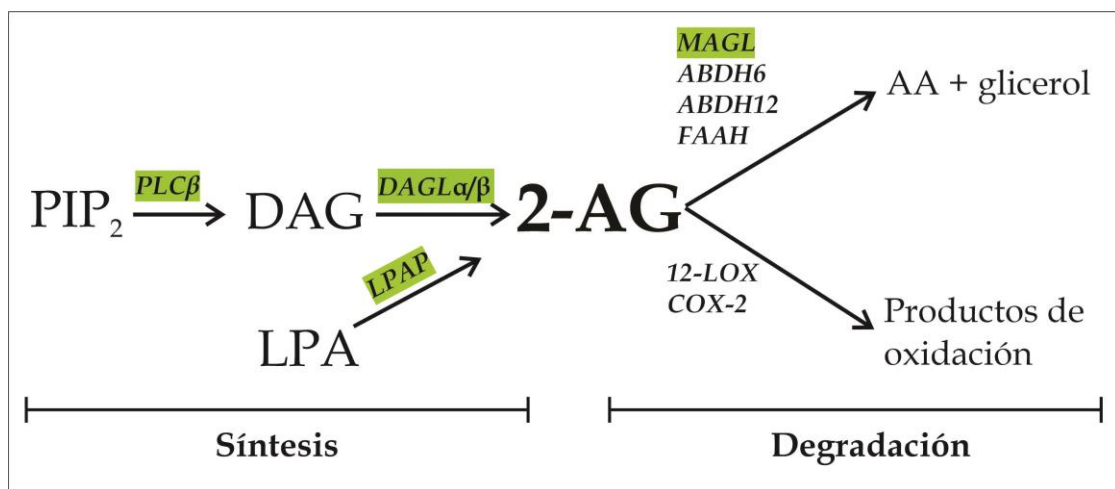 MAGL
ABDH6
ABDH12
FAAH
AA + glicerol
PIP₂
PLCβ
DAG
DAGLα/β
2-AG
LPAP
LPA
12-LOX
COX-2
Productos de
oxidación
Síntesis
Degradación